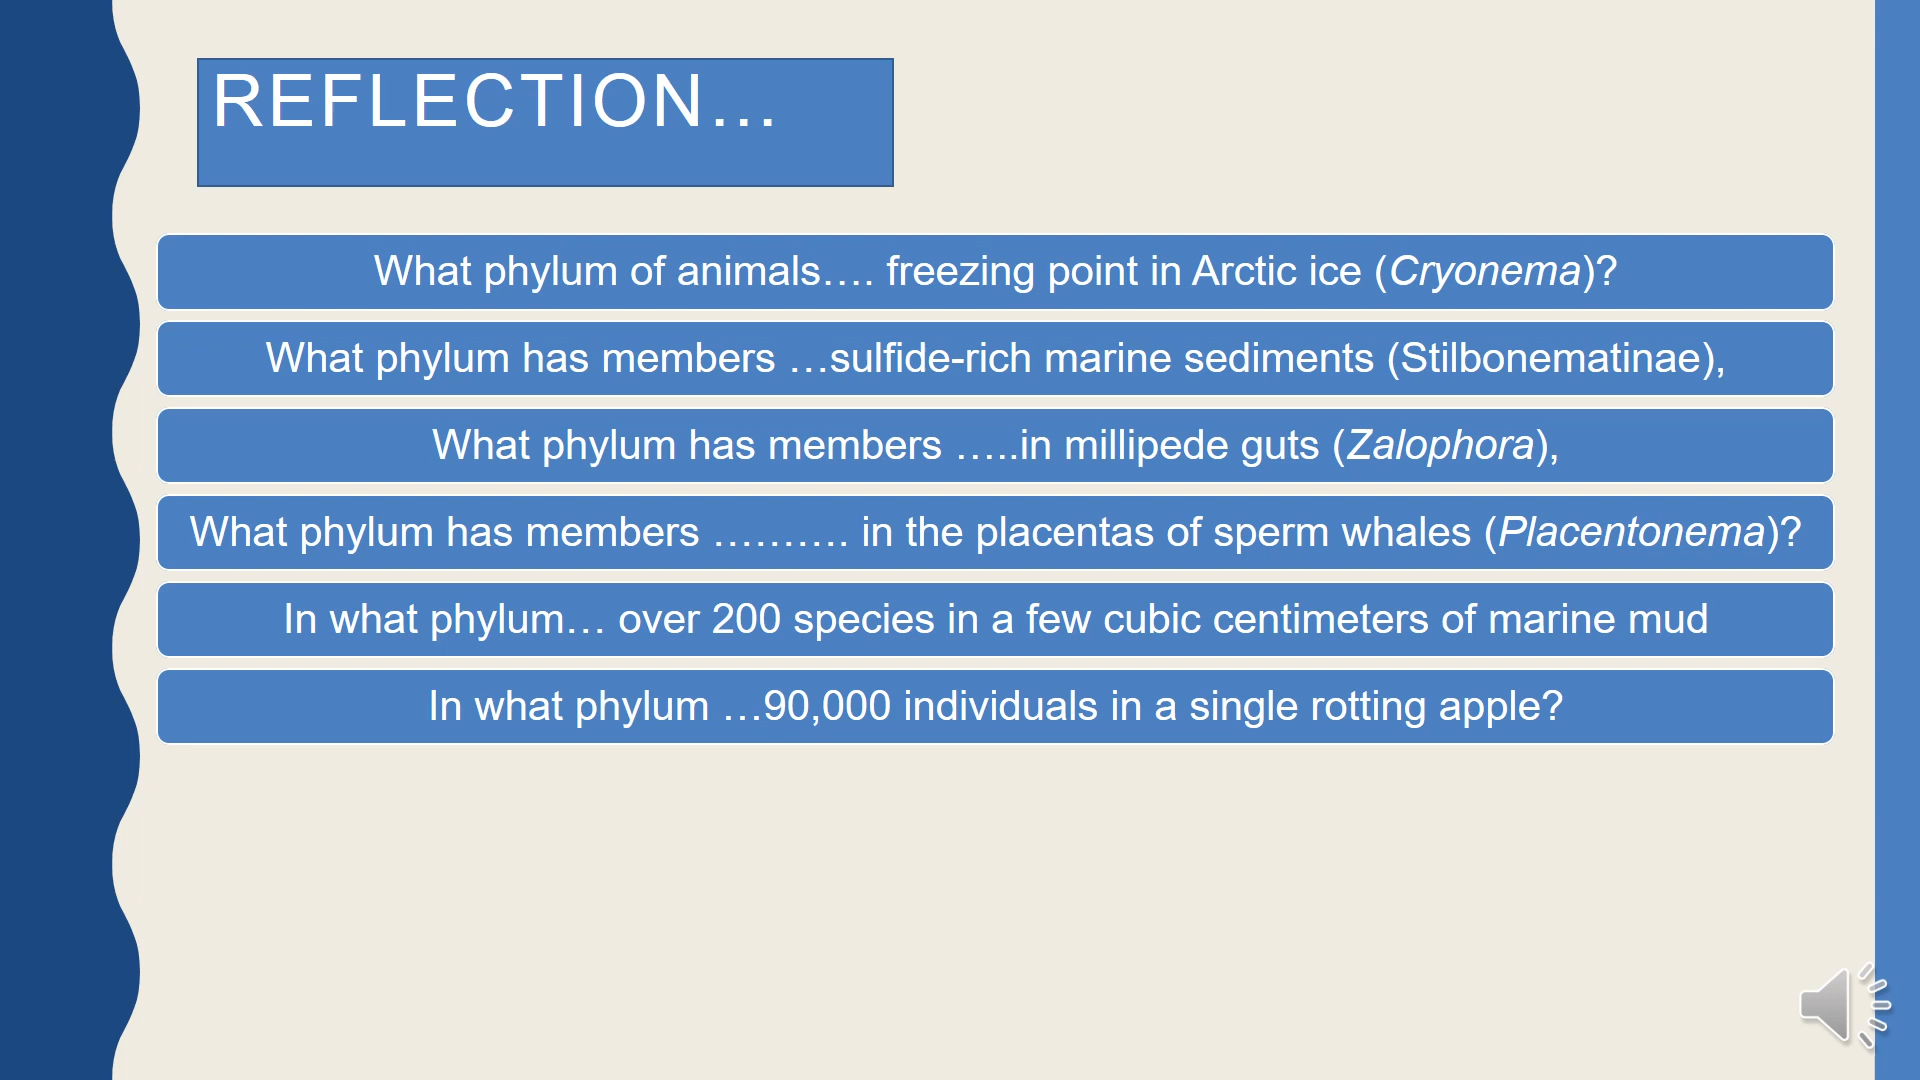 REFLECTION…
What phylum of animals…. freezing point in Arctic ice (Cryonema)?
What phylum has members …sulfide-rich marine sediments (Stilbonematinae),
What phylum has members …..in millipede guts (Zalophora),
What phylum has members ………. in the placentas of sperm whales (Placentonema)?
In what phylum… over 200 species in a few cubic centimeters of marine mud
In what phylum …90,000 individuals in a single rotting apple?